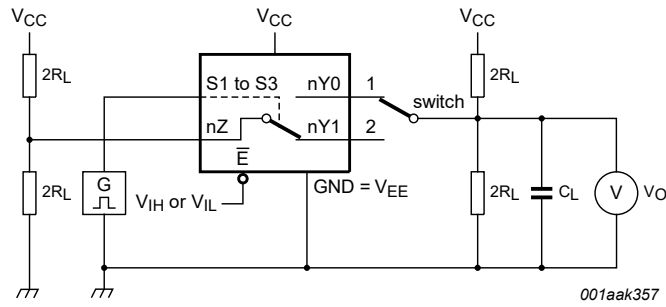 VCC
VCC
VCC
2RL
2RL
S1 to S3
nY0
1
switch
nZ
nY1
2
E
2RL
G
VIH or VIL
GND = VEE
2RL
CL
V
VO
001aak357